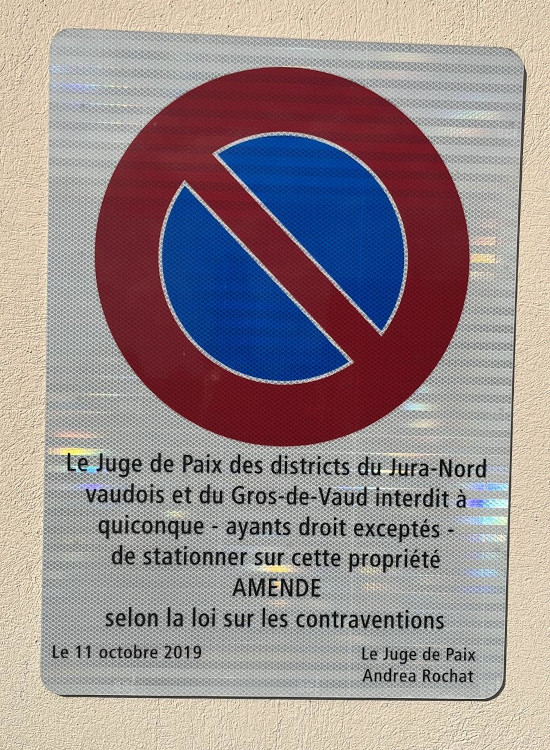 Le Juge de Paix des districts du Jura-Nord
vaudois et du Gros-de-Vaud interdit à
quiconque - ayants droit exceptés -
de stationner sur cette propriété
AMENDE
selon la loi sur les contraventions
Le 11 octobre 2019
Le Juge de Paix
Andrea Rochat